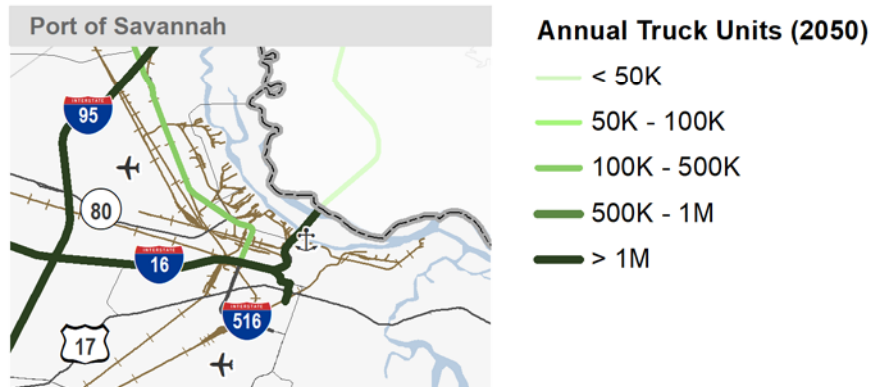 Port of Savannah
INTERSTATE
95
80
INTERSTATE
16
INTERSTATE
516
17
Annual Truck Units (2050)
< 50K
50K - 100K
100K - 500K
500K - 1M
> 1M